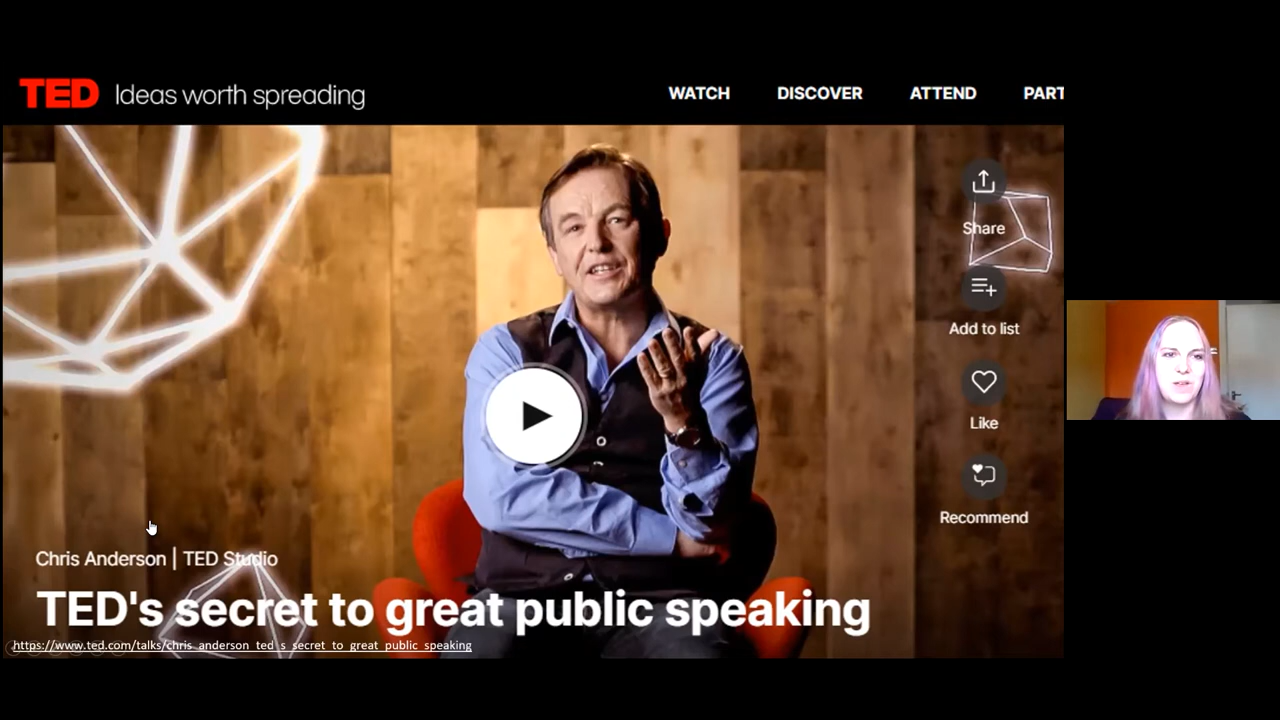 TED Ideas worth spreading
WATCH DISCOVER ATTEND PART
Share
Add to list
Like
Recommend
Chris Anderson | TED Studio
TED's secret to great public speaking
https://www.ted.com/talks/chris_anderson_ted_s_secret_to_great_public_speaking